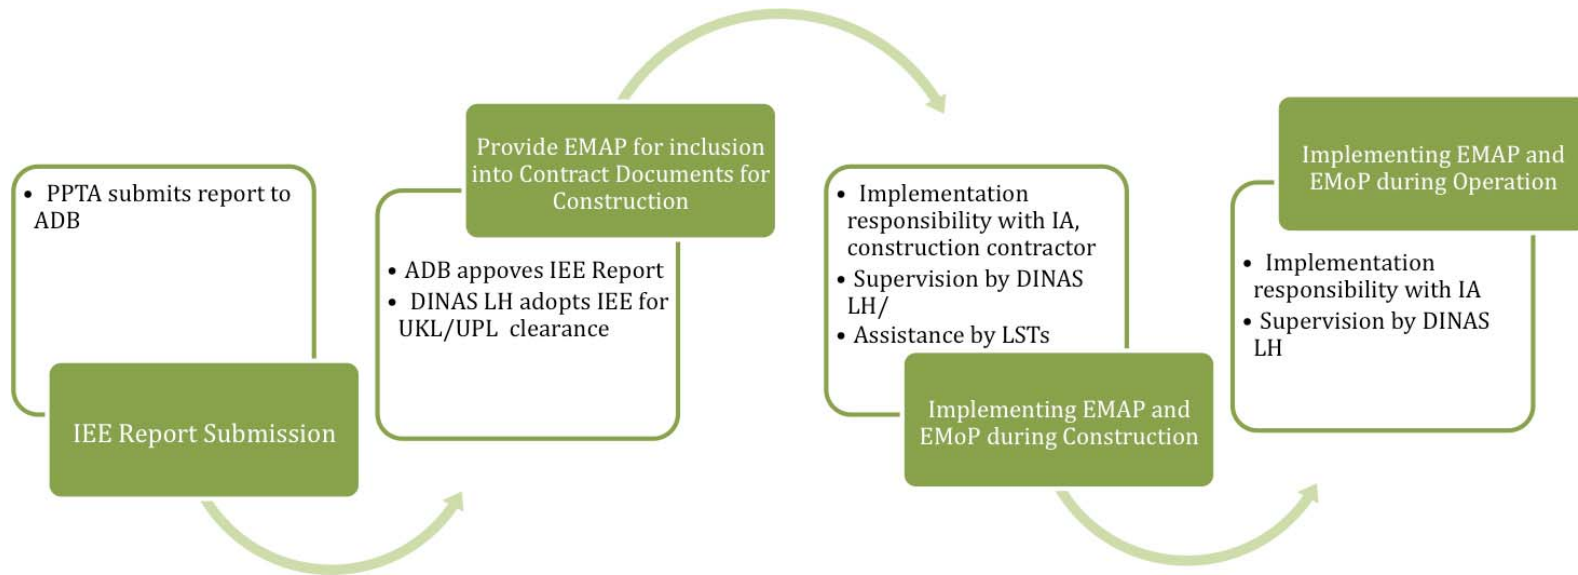 • PPTA submits report to
ADB
IEE Report Submission
Provide EMAP for inclusion
into Contract Documents for
Construction
• ADB appoves IEE Report
• DINAS LH adopts IEE for
UKL/UPL clearance
• Implementation
responsibility with IA,
construction contractor
• Supervision by DINAS
LH/
• Assistance by LSTs
Implementing EMAP and
EMoP during Construction
Implementing EMAP and
EMoP during Operation
• Implementation
responsibility with IA
• Supervision by DINAS
LH